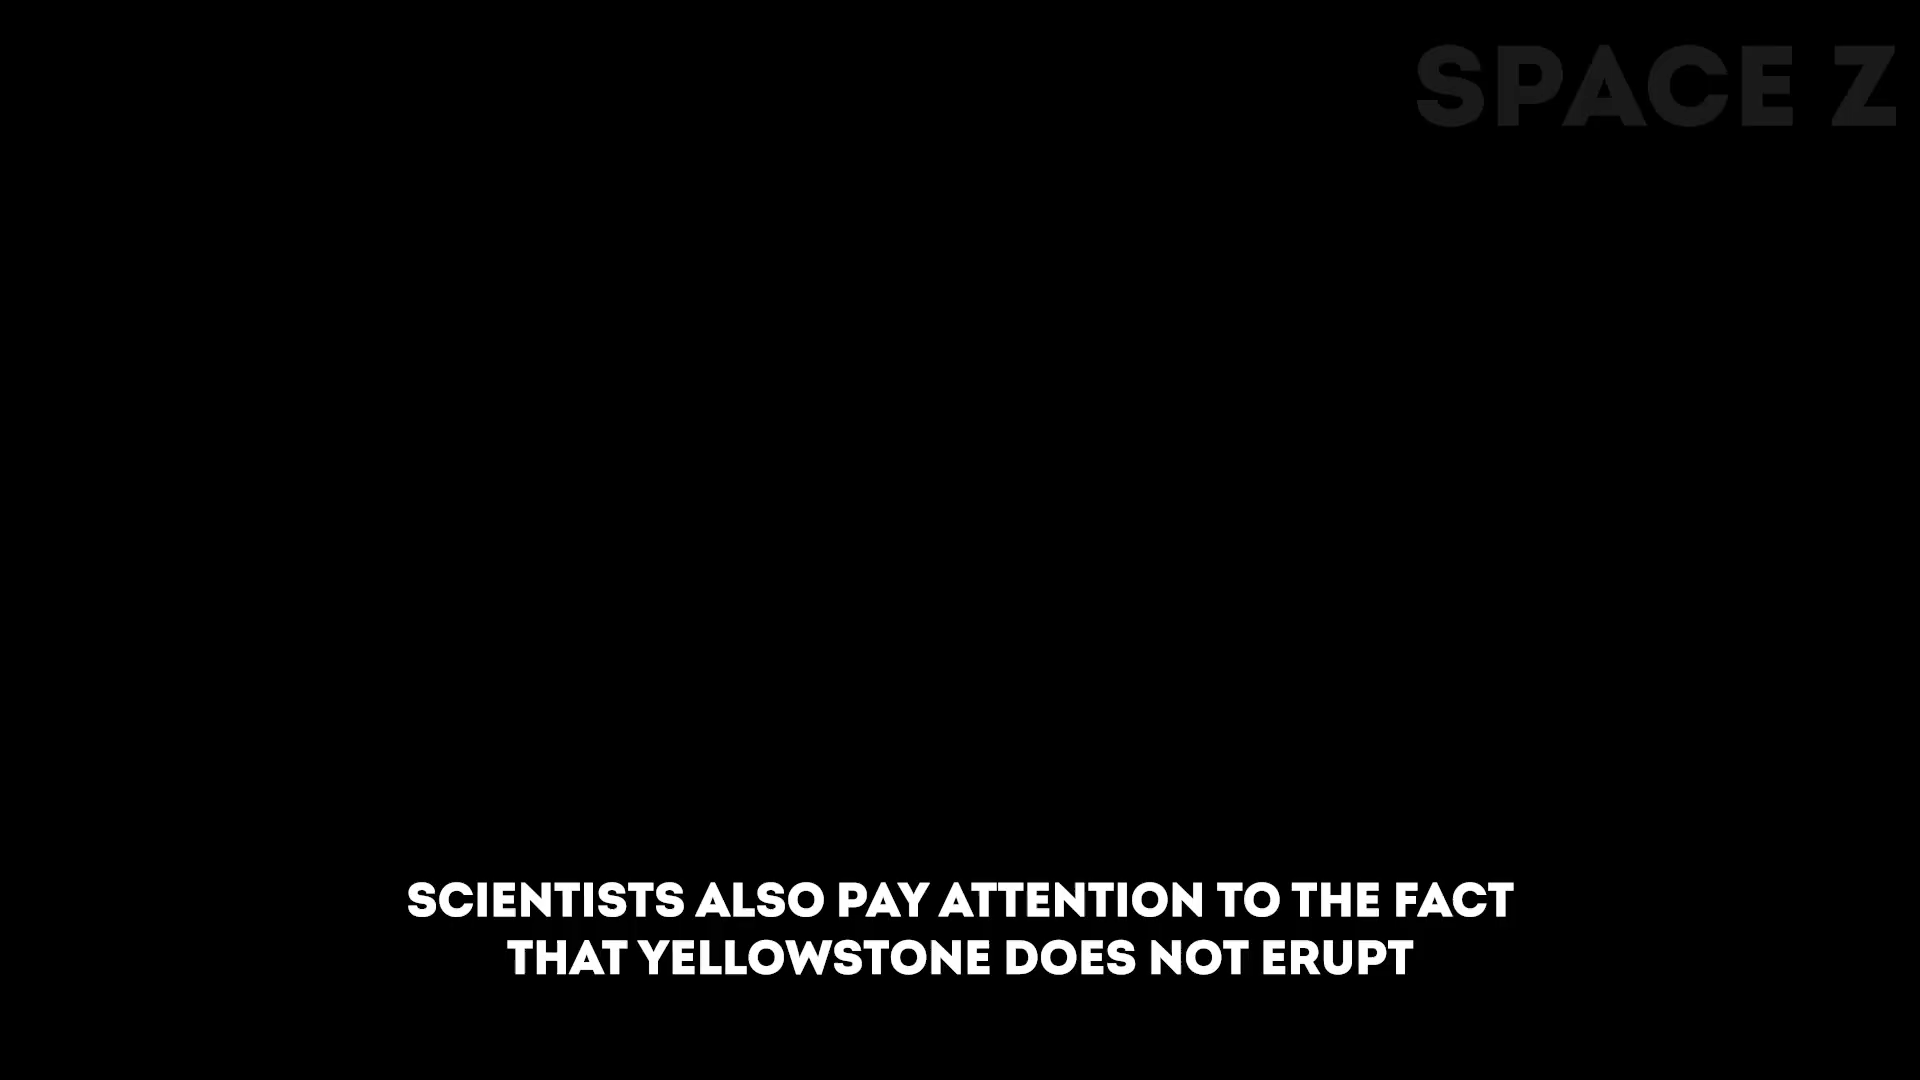 SPACE Z
SCIENTISTS ALSO PAY ATTENTION TO THE FACT
THAT YELLOWSTONE DOES NOT ERUPT